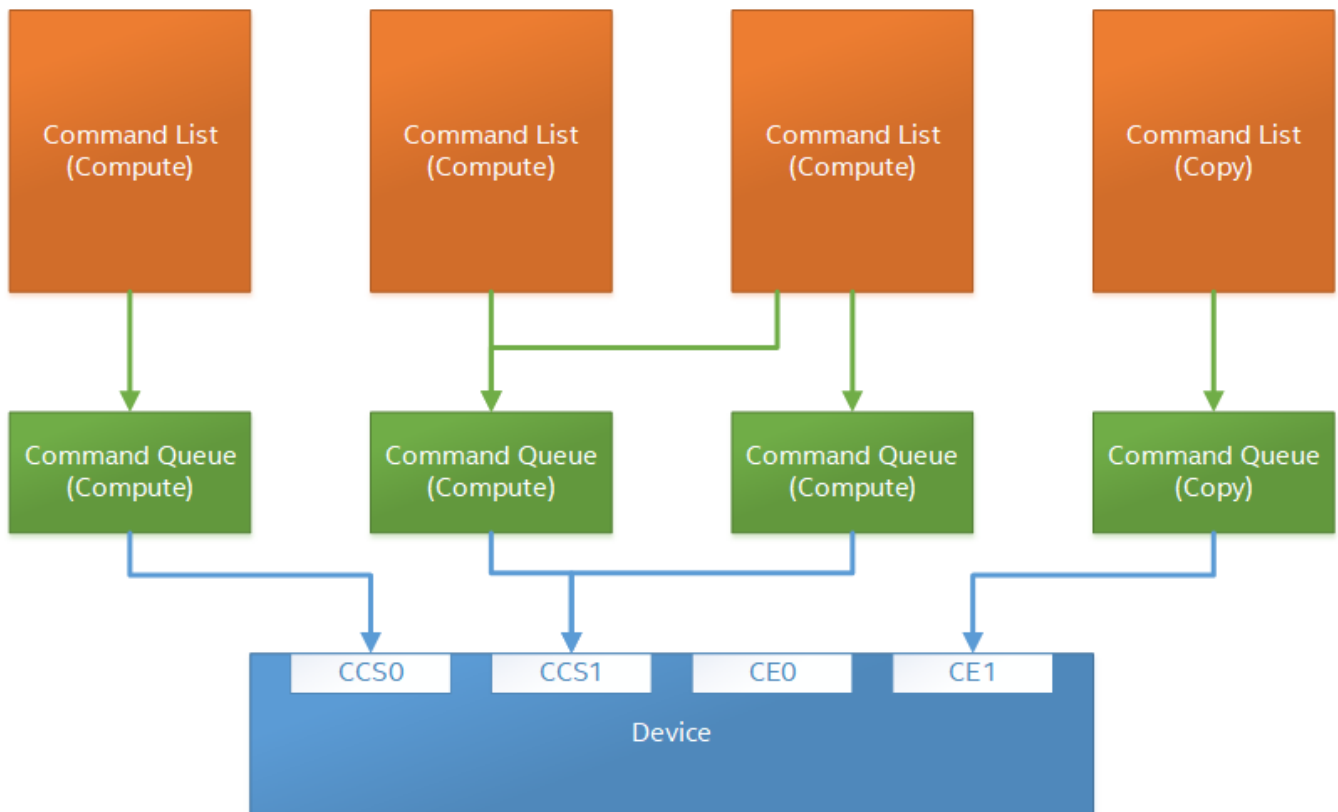 Command List
(Compute)
Command List
(Compute)
Command List
(Compute)
Command List
(Copy)
Command Queue
(Compute)
Command Queue
(Compute)
Command Queue
(Compute)
Command Queue
(Copy)
CCS0
CCS1
CE0
CE1
Device